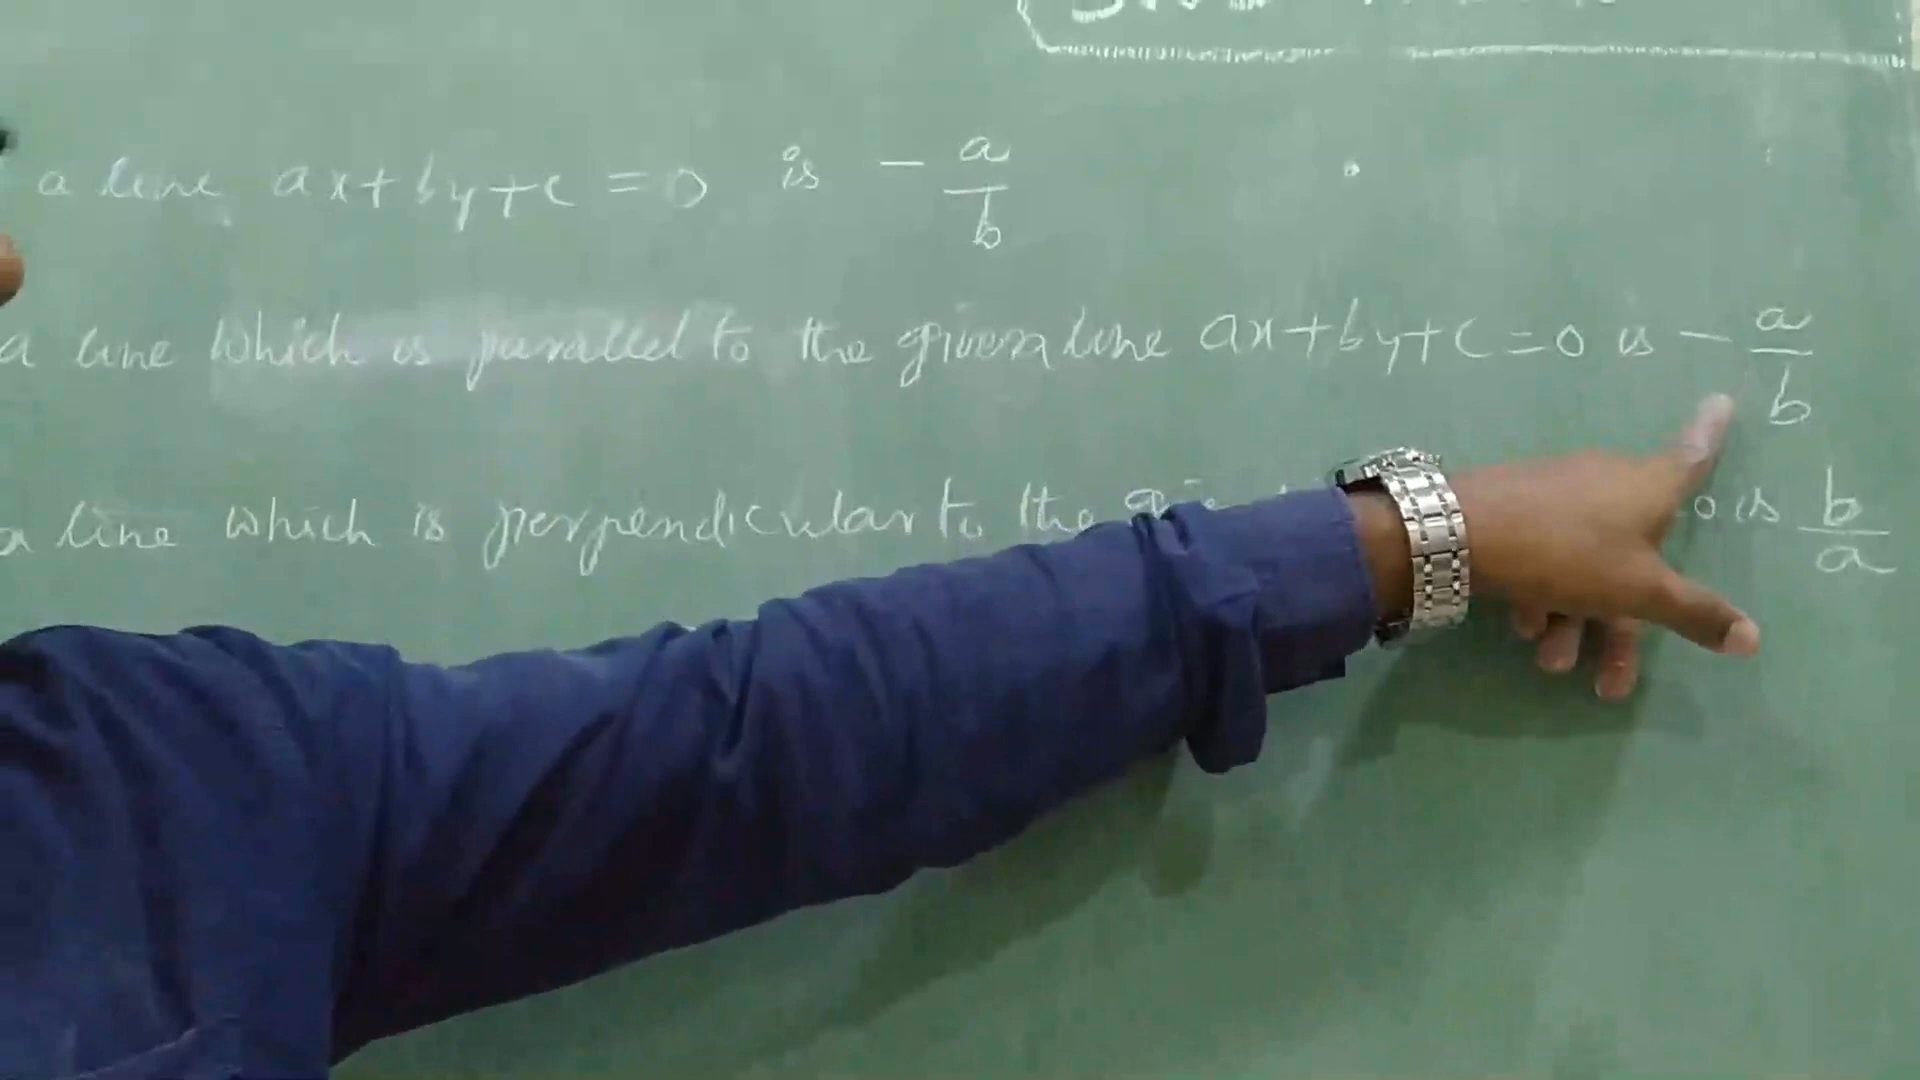 a line ax+by+c=0 is -a/b
a line which is parallel to the given line ax+by+c=0 is -a/b
a line which is perpendicular to the 0 is b/a